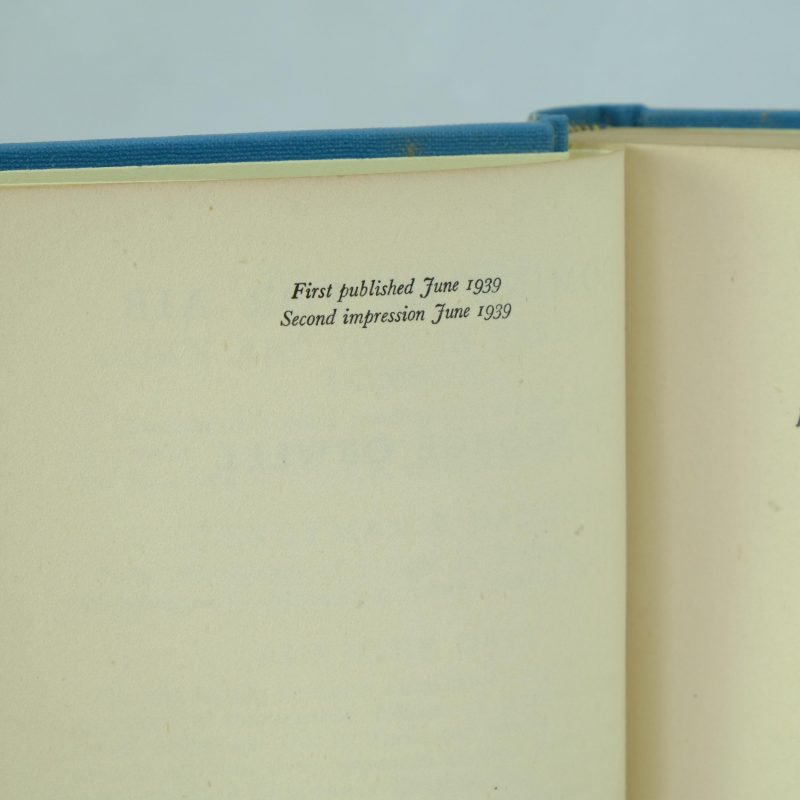 First published June 1939
Second impression June 1939